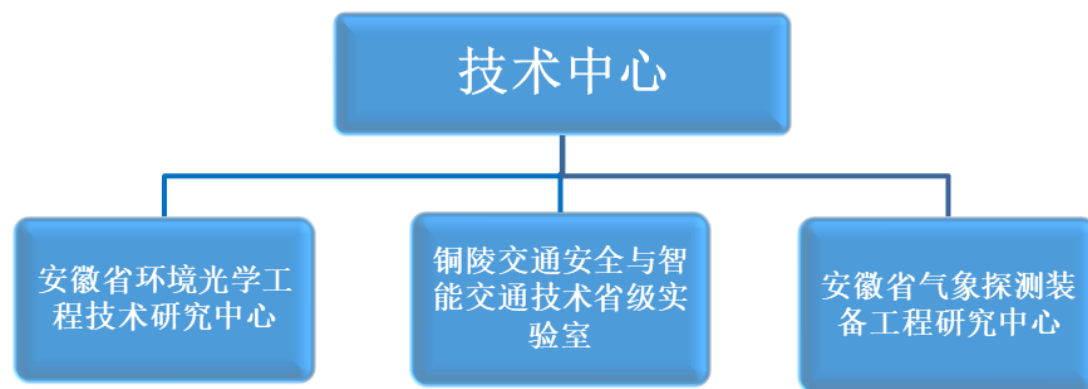 技术中心
安徽省环境光学工
程技术研究中心
铜陵交通安全与智
能交通技术省级实
验室
安徽省气象探测装
备工程研究中心